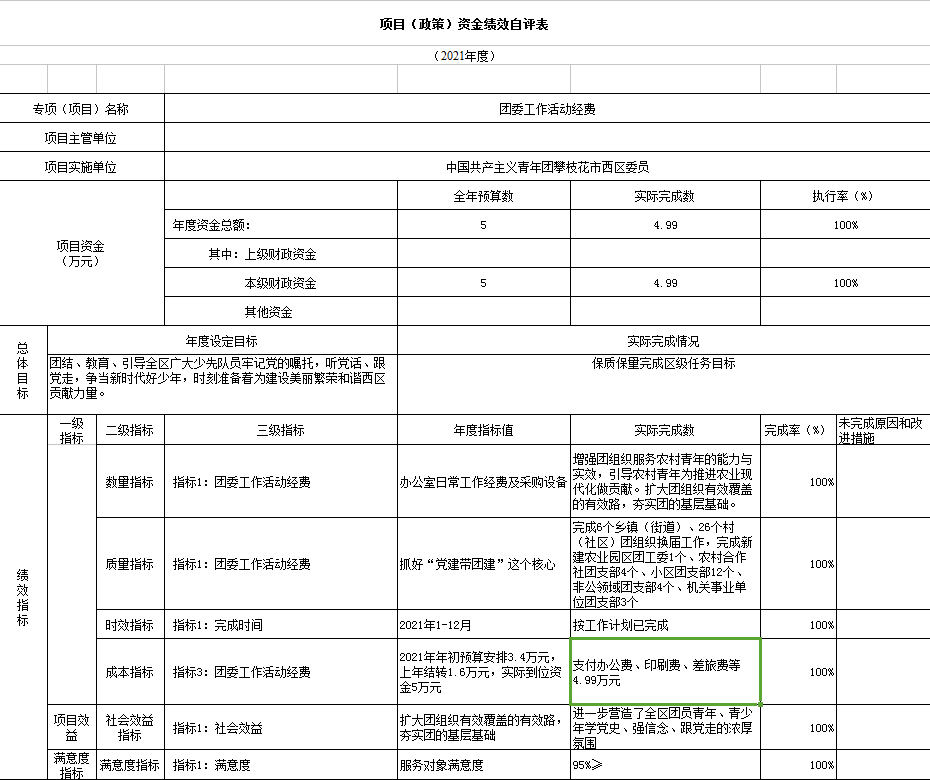 项目（政策）资金绩效自评表
（2021年度）
专项（项目）名称 团委工作活动经费
项目主管单位
项目实施单位 中国共产主义青年团攀枝花市西区委员
项目资金
（万元）
全年预算数 实际完成数 执行率（%）
年度资金总额： 5 4.99 100%
其中：上级财政资金
本级财政资金 5 4.99 100%
其他资金
总体目标
年度设定目标 实际完成情况
团结、教育、引导全区广大少先队员牢记党的嘱托，听党话、跟
党走，争当新时代好少年，时刻准备着为建设美丽繁荣和谐西区
贡献力量。
保质保量完成区级任务目标
绩效指标
一级
指标
二级指标 三级指标 年度指标值 实际完成数 完成率（%）
未完成原因和改
进措施
数量指标 指标1：团委工作活动经费 办公室日常工作经费及采购设备
增强团组织服务农村青年的能力与
实效，引导农村青年为推进农业现
代化做贡献。扩大团组织有效覆盖
的有效路，夯实团的基层基础。
100%
质量指标 指标1：团委工作活动经费 抓好“党建带团建”这个核心
完成6个乡镇（街道）、26个村
（社区）团组织换届工作，完成新
建农业园区团工委1个、农村合作
社团支部4个、小区团支部12个、
非公领域团支部4个、机关事业单
位团支部3个
100%
时效指标 指标1：完成时间 2021年1-12月 按工作计划已完成 100%
成本指标 指标3：团委工作活动经费
2021年年初预算安排3.4万元，
上年结转1.6万元，实际到位资
金5万元
支付办公费、印刷费、差旅费等
4.99万元
100%
项目效
益
社会效益
指标
指标1：社会效益
扩大团组织有效覆盖的有效路，
夯实团的基层基础
进一步营造了全区团员青年、青少
年学党史、强信念、跟党走的浓厚
氛围
100%
满意度
指标
满意度指标 指标1：满意度 服务对象满意度 95%≥ 100%